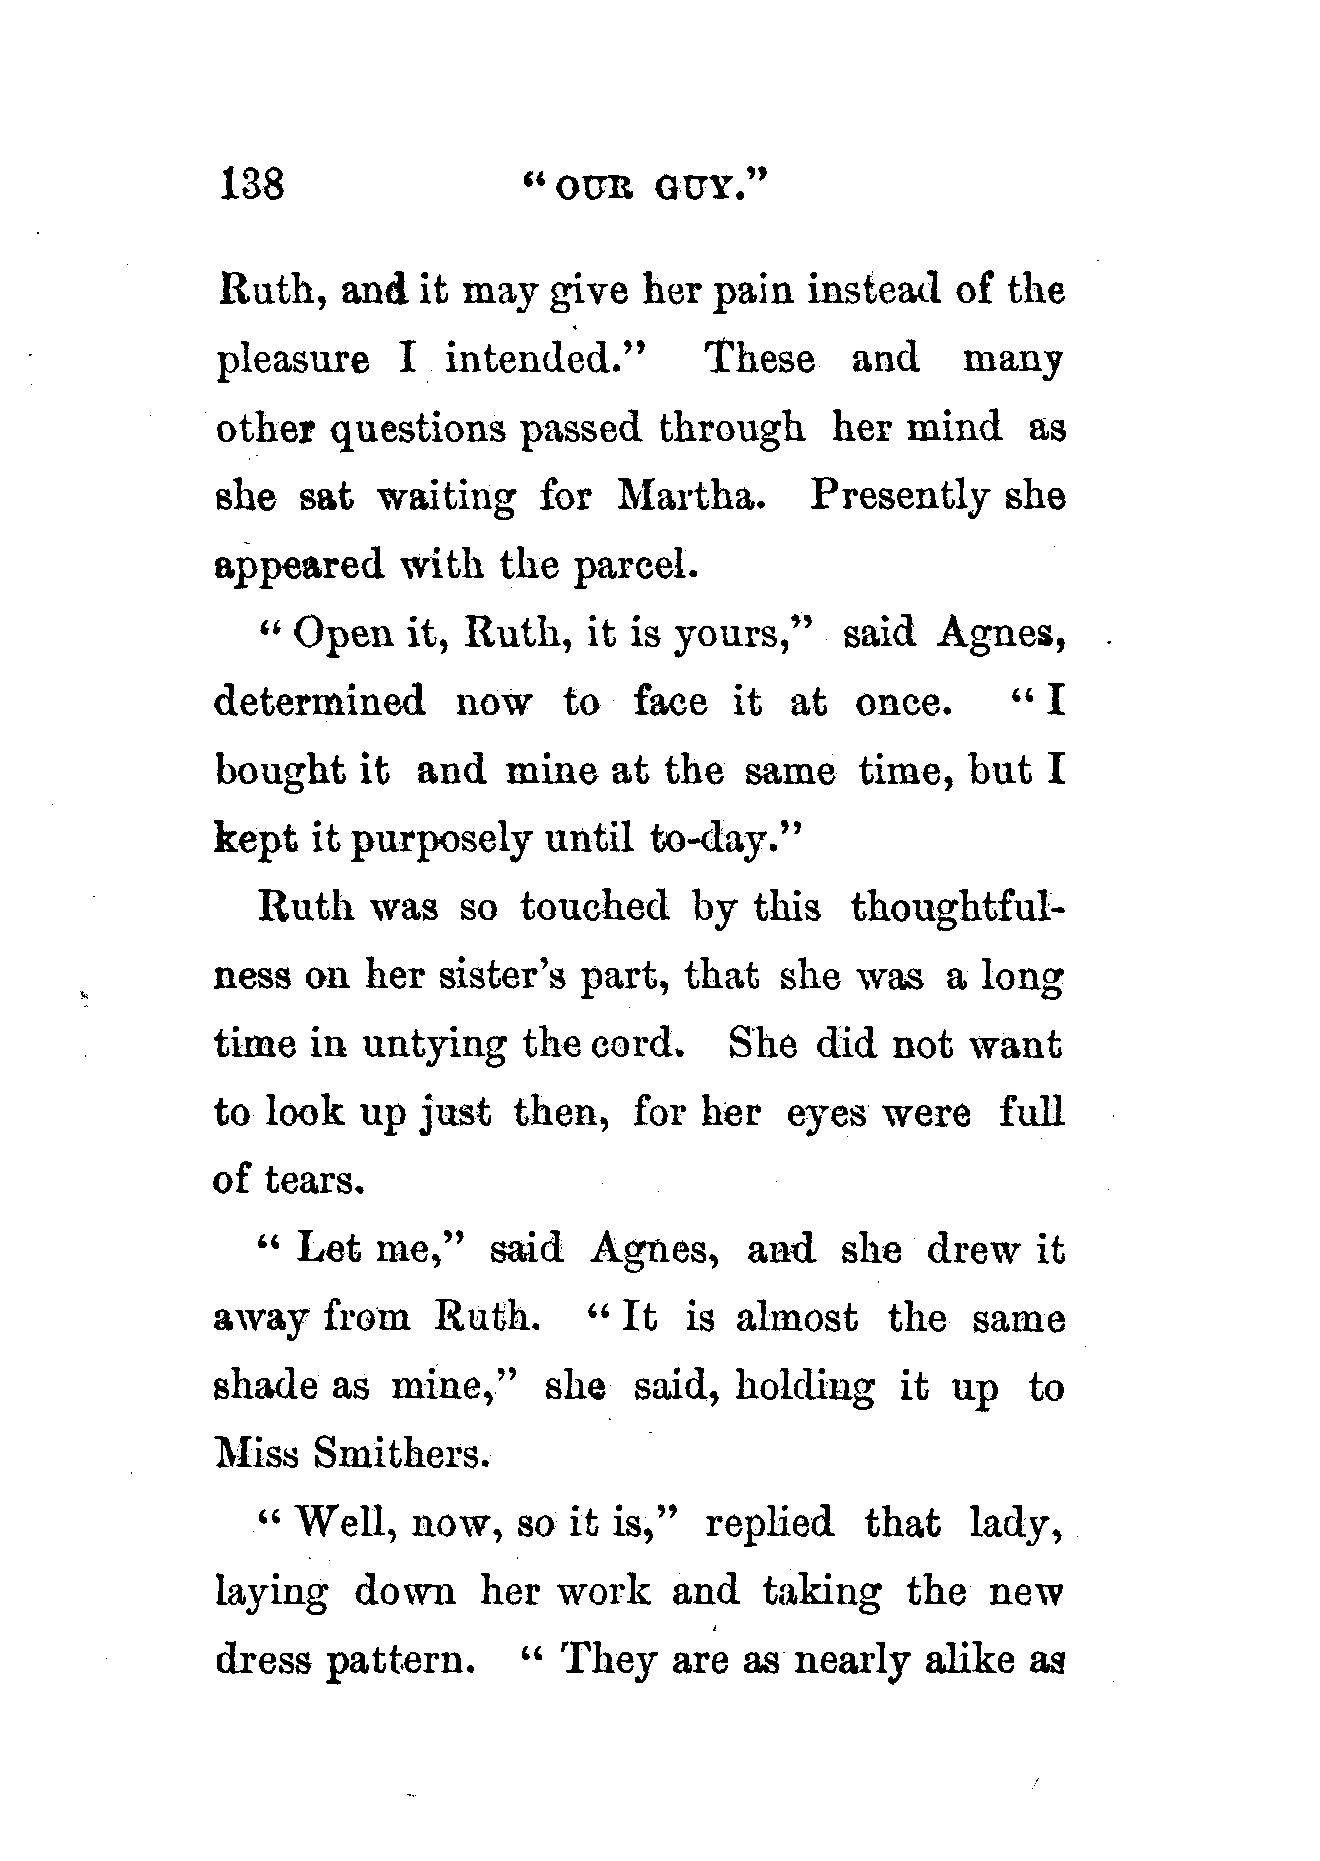 138 "OUR GUY."
Ruth, and it may give her pain instead of the
pleasure I intended." These and many
other questions passed through her mind as
she sat waiting for Martha. Presently she
appeared with the parcel.
"Open it, Ruth, it is yours," said Agnes,
determined now to face it at once. "I
bought it and mine at the same time, but I
kept it purposely until to-day."
Ruth was so touched by this thoughtful-
ness on her sister's part, that she was a long
time in untying the cord. She did not want
to look up just then, for her eyes were full
of tears.
"Let me," said Agnes, and she drew it
away from Ruth. "It is almost the same
shade as mine," she said, holding it up to
Miss Smithers.
"Well, now, so it is," replied that lady,
laying down her work and taking the new
dress pattern. "They are as nearly alike as